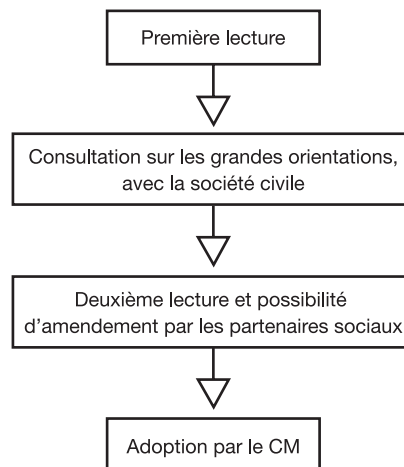 Première lecture
Consultation sur les grandes orientations,
avec la société civile
Deuxième lecture et possibilité
d’amendement par les partenaires sociaux
Adoption par le CM